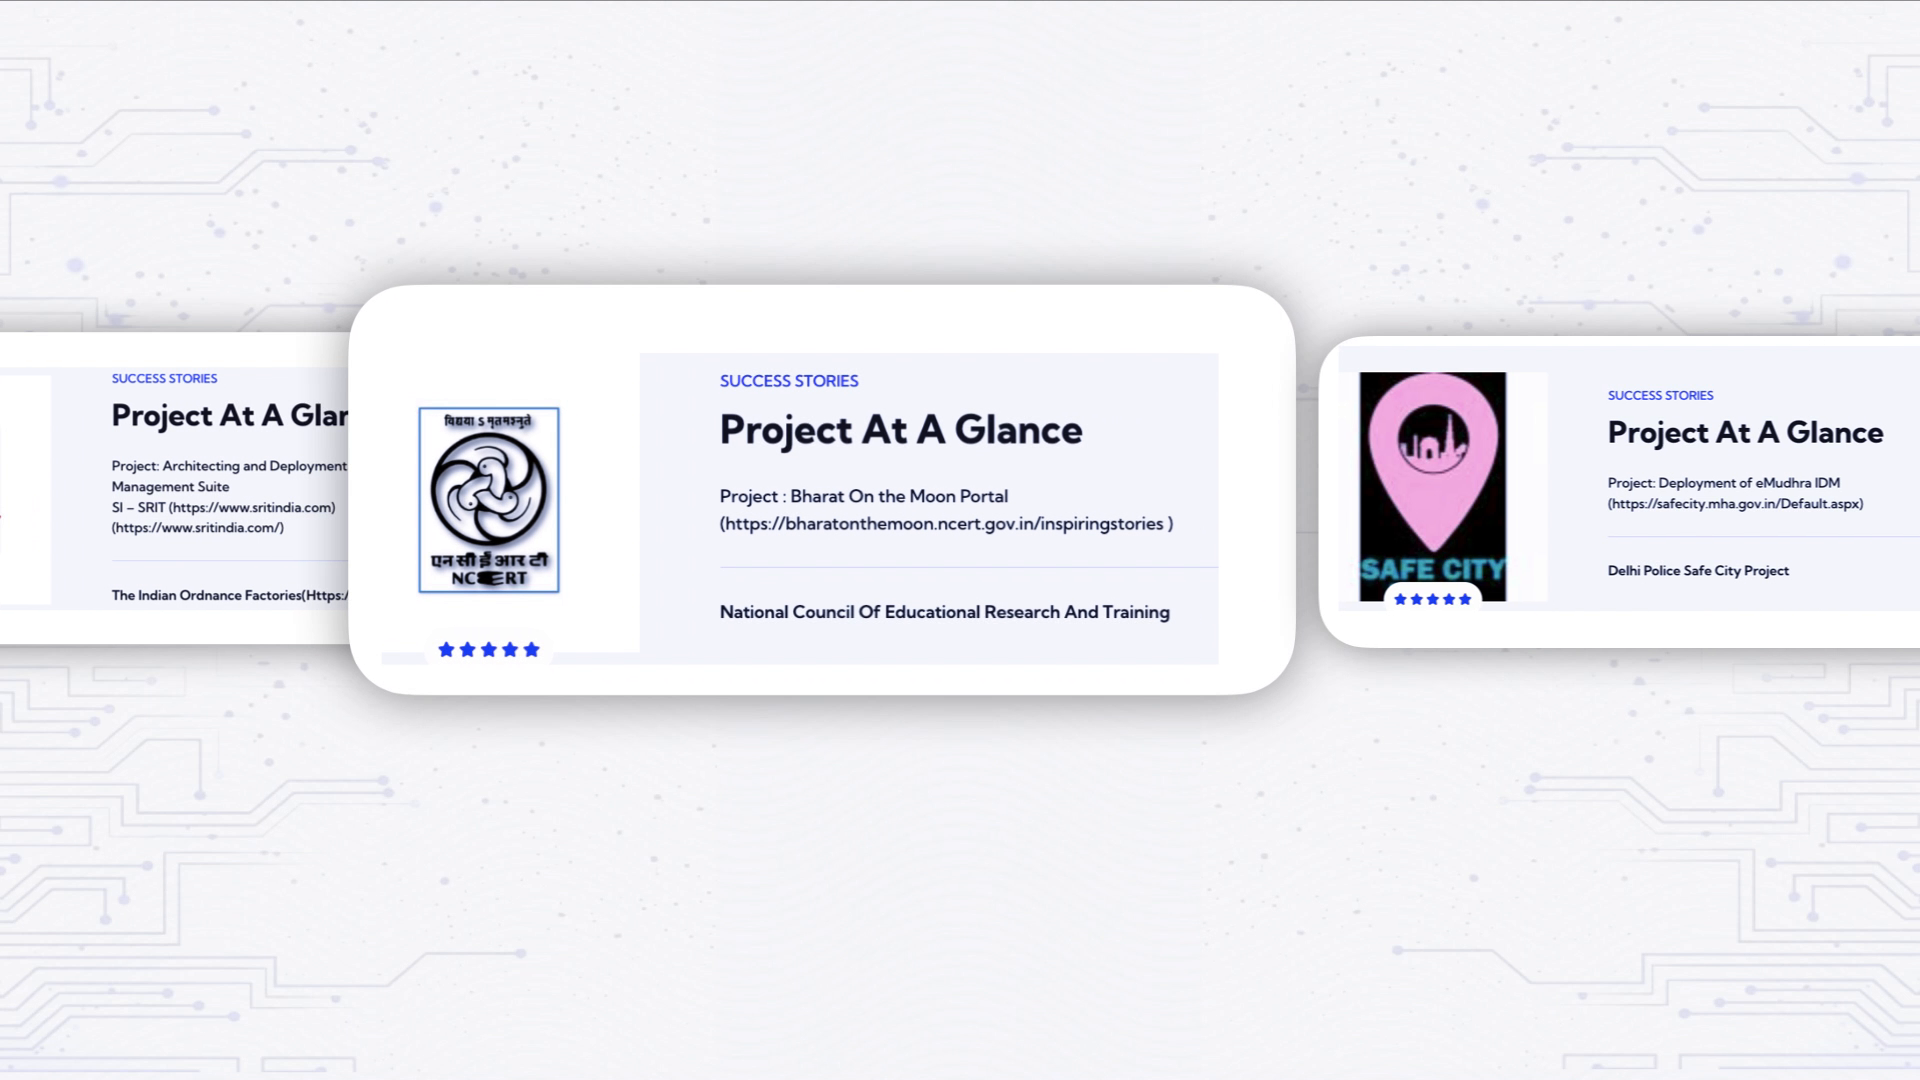 SUCCESS STORIES
Project At A Glan
Project: Architecting and Deployment
Management Suite
SI – SRIT (https://www.sritindia.com)
(https://www.sritindia.com/)
The Indian Ordnance Factories(Https:/
विद्यया ऽ मृतमश्नुते
एन सी ई आर टी
NCERT
SUCCESS STORIES
Project At A Glance
Project : Bharat On the Moon Portal
(https://bharatonthemoon.ncert.gov.in/inspiringstories )
National Council Of Educational Research And Training
SAFE CITY
SUCCESS STORIES
Project At A Glance
Project: Deployment of eMudhra IDM
(https://safecity.mha.gov.in/Default.aspx)
Delhi Police Safe City Project